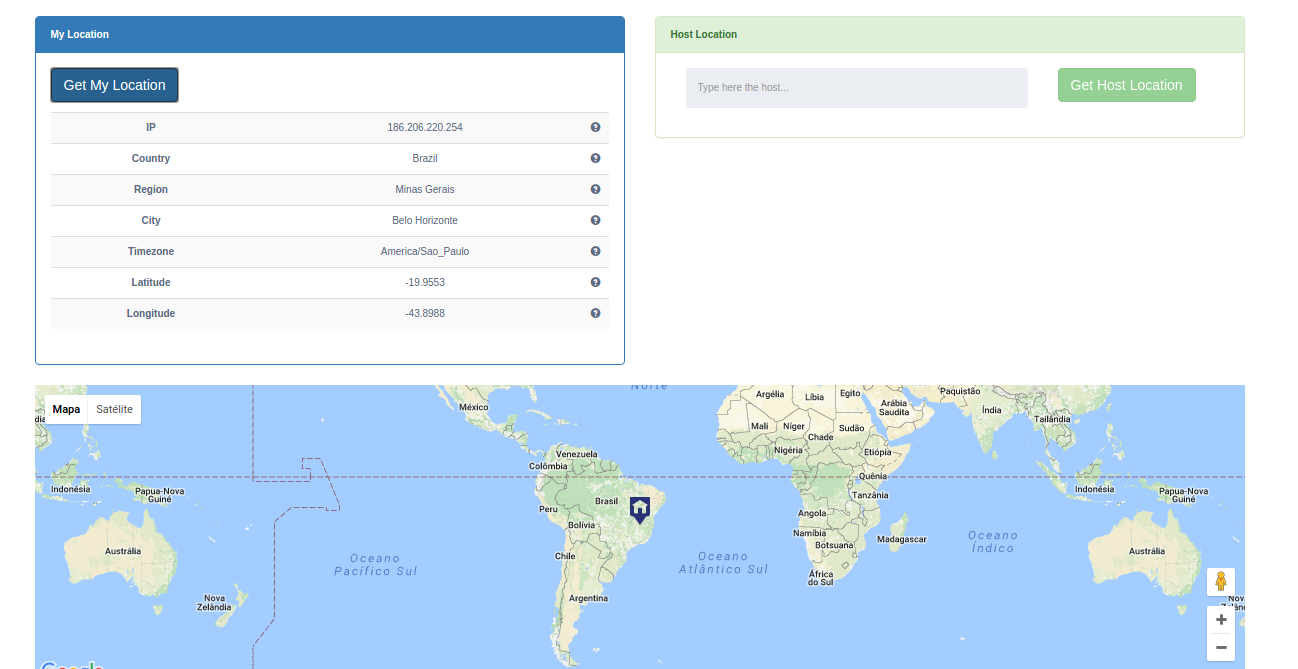 My Location
Get My Location
IP 186.206.220.254
Country Brazil
Region Minas Gerais
City Belo Horizonte
Timezone America/Sao_Paulo
Latitude -19.9553
Longitude -43.8988
Host Location
Type here the host...
Get Host Location
Mapa Satélite
Norte
México
Argélia
Líbia
Egito
Arábia
Saudita
Paquistão
Índia
Tailândia
Mali
Níger
Chade
Sudão
Nigéria
Etiópia
Venezuela
Colômbia
Quênia
Indonésia
Papua-Nova
Guiné
Peru
Brasil
Bolívia
Tanzânia
Angola
Indonésia
Papua-Nova
Guiné
Namíbia
Botsuana
Madagascar
Austrália
Oceano
Pacífico Sul
Chile
Oceano
Atlântico Sul
África
do Sul
Oceano
Índico
Austrália
Nova
Zelândia
Argentina
Nov
+
−
Google